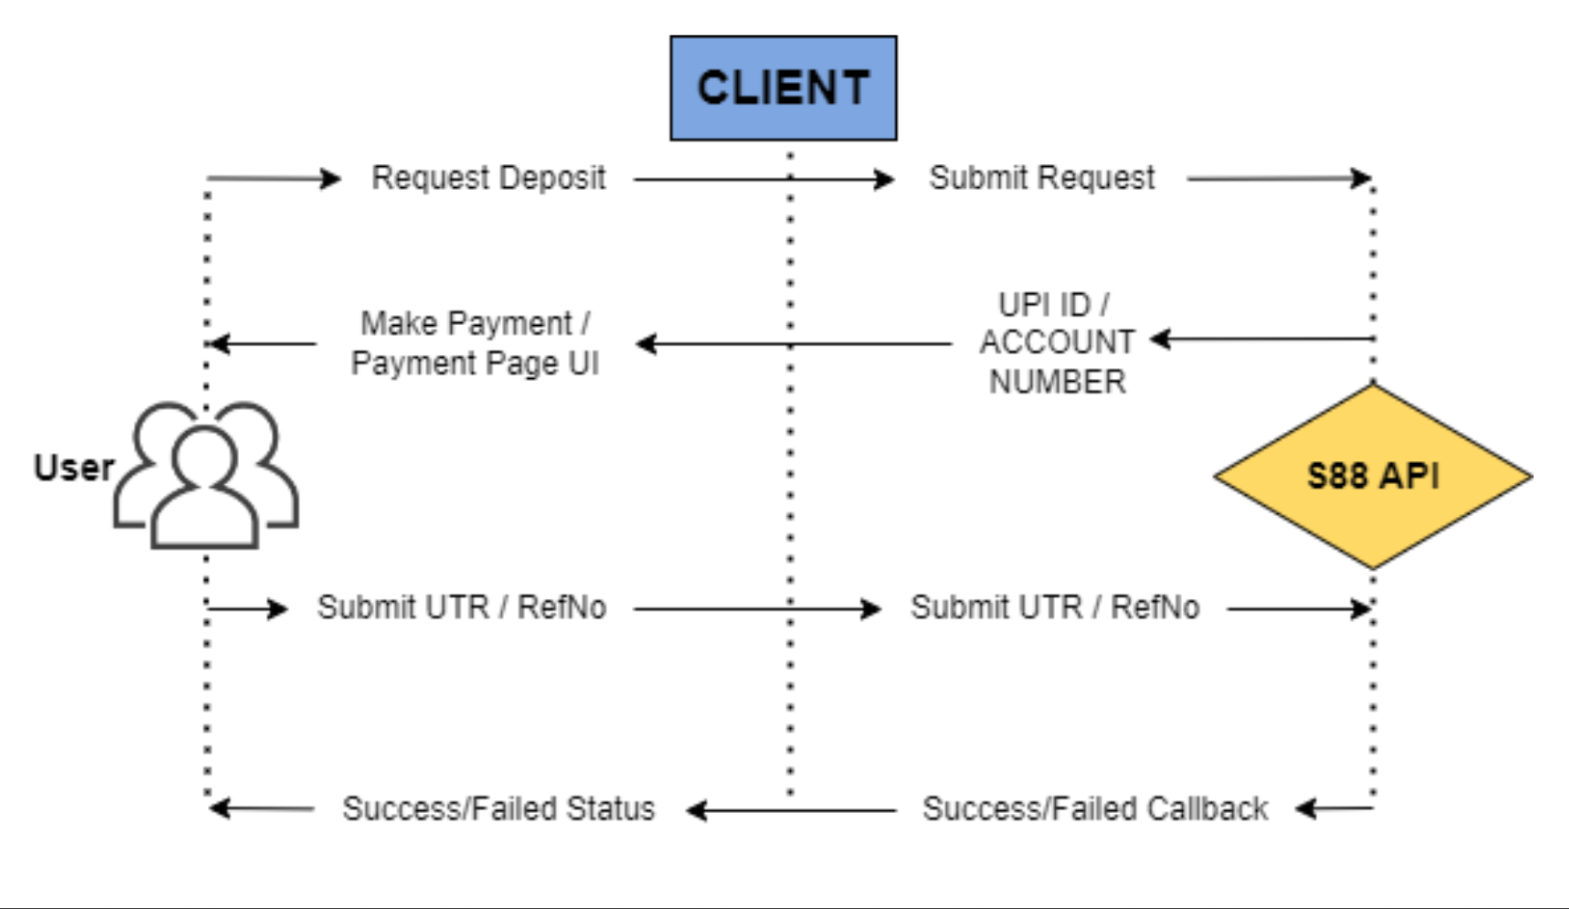 CLIENT
Request Deposit
Submit Request
Make Payment /
Payment Page UI
UPI ID /
ACCOUNT
NUMBER
User
S88 API
Submit UTR / RefNo
Submit UTR / RefNo
Success/Failed Status
Success/Failed Callback